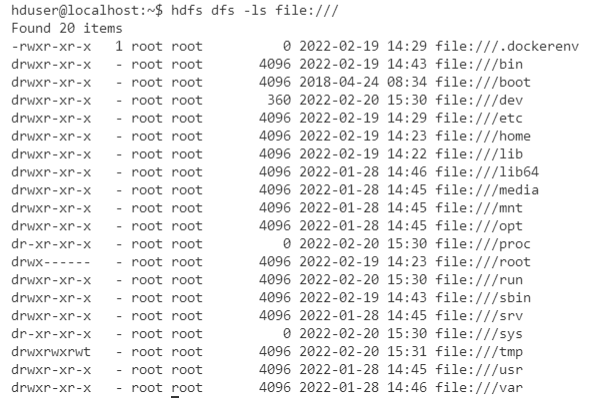 hduser@localhost:~$ hdfs dfs -ls file:///
Found 20 items
-rwxr-xr-x   1 root root          0 2022-02-19 14:29 file:///.dockerenv
drwxr-xr-x   - root root       4096 2022-02-19 14:43 file:///bin
drwxr-xr-x   - root root       4096 2018-04-24 08:34 file:///boot
drwxr-xr-x   - root root        360 2022-02-20 15:30 file:///dev
drwxr-xr-x   - root root       4096 2022-02-19 14:29 file:///etc
drwxr-xr-x   - root root       4096 2022-02-19 14:23 file:///home
drwxr-xr-x   - root root       4096 2022-02-19 14:22 file:///lib
drwxr-xr-x   - root root       4096 2022-01-28 14:46 file:///lib64
drwxr-xr-x   - root root       4096 2022-01-28 14:45 file:///media
drwxr-xr-x   - root root       4096 2022-01-28 14:45 file:///mnt
drwxr-xr-x   - root root       4096 2022-01-28 14:45 file:///opt
dr-xr-xr-x   - root root          0 2022-02-20 15:30 file:///proc
drwx------   - root root       4096 2022-02-19 14:23 file:///root
drwxr-xr-x   - root root       4096 2022-02-20 15:30 file:///run
drwxr-xr-x   - root root       4096 2022-02-19 14:43 file:///sbin
drwxr-xr-x   - root root       4096 2022-01-28 14:45 file:///srv
dr-xr-xr-x   - root root          0 2022-02-20 15:30 file:///sys
drwxrwxrwt   - root root       4096 2022-02-20 15:31 file:///tmp
drwxr-xr-x   - root root       4096 2022-01-28 14:45 file:///usr
drwxr-xr-x   - root root       4096 2022-01-28 14:46 file:///var